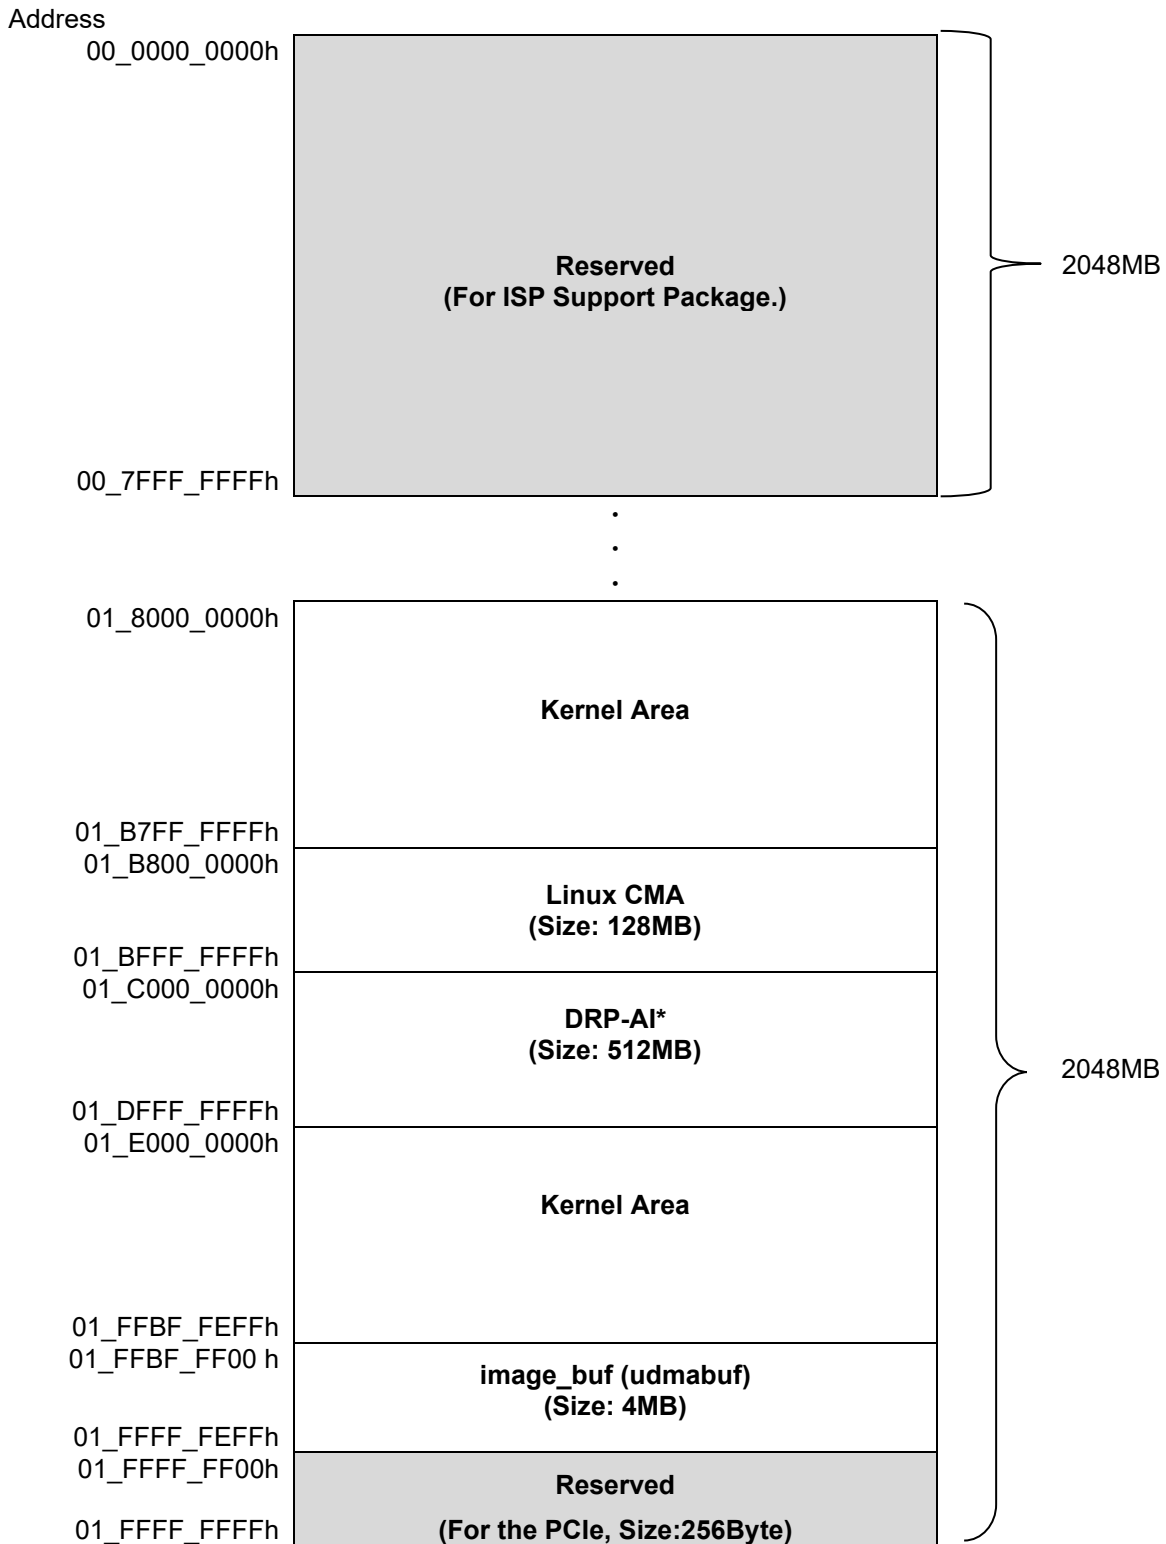 Address
00_0000_0000h
Reserved
(For ISP Support Package.)
2048MB
00_7FFF_FFFFh
.
.
.
01_8000_0000h
Kernel Area
01_B7FF_FFFFh
01_B800_0000h
Linux CMA
(Size: 128MB)
01_BFFF_FFFFh
01_C000_0000h
DRP-AI*
(Size: 512MB)
2048MB
01_DFFF_FFFFh
01_E000_0000h
Kernel Area
01_FFBF_FEFFh
01_FFBF_FF00 h
image_buf (udmabuf)
(Size: 4MB)
01_FFFF_FEFFh
01_FFFF_FF00h
Reserved
(For the PCIe, Size:256Byte)
01_FFFF_FFFFh